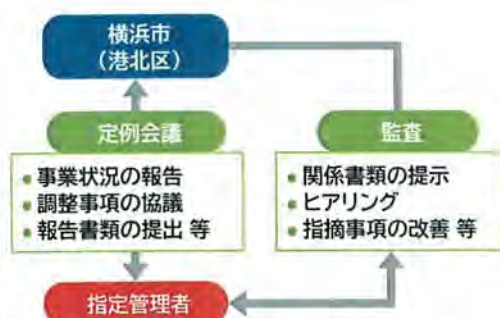 横浜市
(港北区)
定例会議
・事業状況の報告
・調整事項の協議
・報告書類の提出 等
監査
・関係書類の提示
・ヒアリング
・指摘事項の改善 等
指定管理者